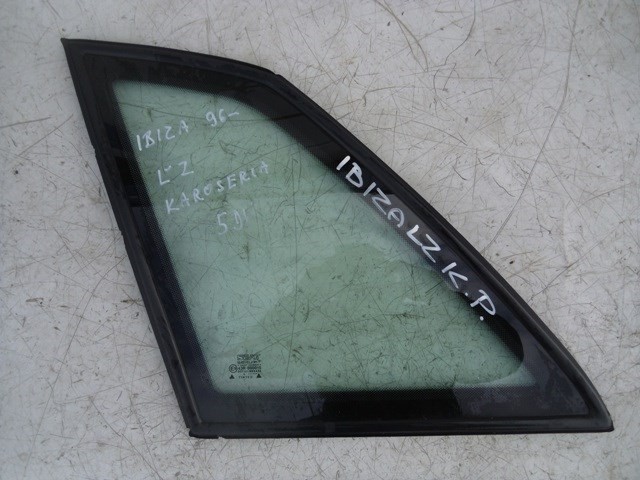 IBIZA 96-
LZ
KAROSERIA
5D
IBIZA LZ K.P.